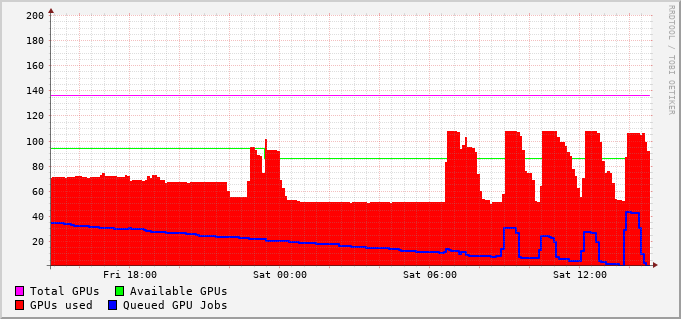 200
180
160
140
120
100
80
60
40
20
Fri 18:00 Sat 00:00 Sat 06:00 Sat 12:00
Total GPUs Available GPUs
GPUs used Queued GPU Jobs
RRDTOOL / TOBI OETIKER